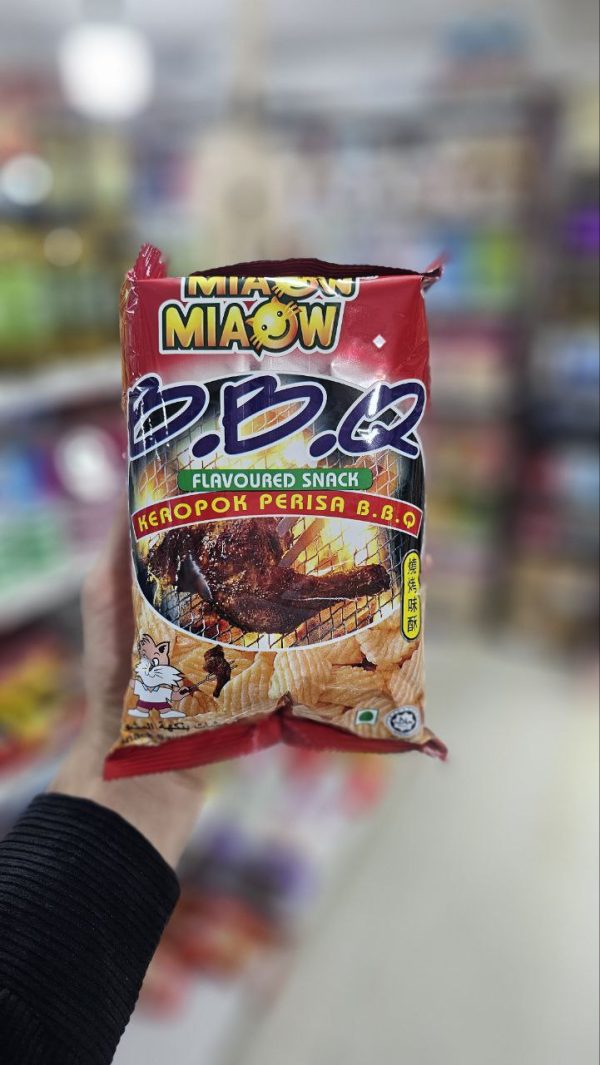 MIAOW
MIAOW
B.B.Q
FLAVOURED SNACK
KEROPOK PERISA B.B.Q
燒烤味酥